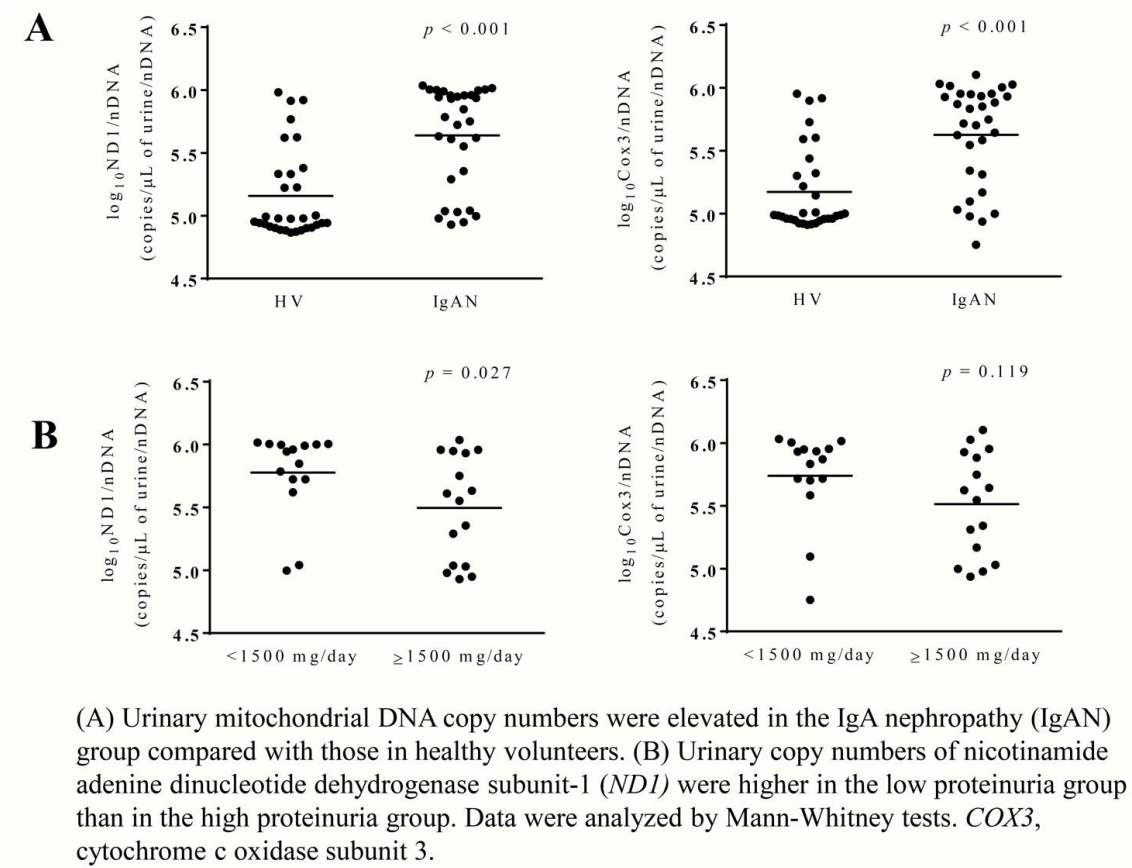 A
6.5
6.0
5.5
5.0
4.5
log10ND1/nDNA
(copies/μL of urine/nDNA)
p < 0.001
HV IgAN
6.5
6.0
5.5
5.0
4.5
log10Cox3/nDNA
(copies/μL of urine/nDNA)
p < 0.001
HV IgAN
B
6.5
6.0
5.5
5.0
4.5
log10ND1/nDNA
(copies/μL of urine/nDNA)
p = 0.027
<1500 mg/day ≥1500 mg/day
6.5
6.0
5.5
5.0
4.5
log10Cox3/nDNA
(copies/μL of urine/nDNA)
p = 0.119
<1500 mg/day ≥1500 mg/day
(A) Urinary mitochondrial DNA copy numbers were elevated in the IgA nephropathy (IgAN)
group compared with those in healthy volunteers. (B) Urinary copy numbers of nicotinamide
adenine dinucleotide dehydrogenase subunit-1 (ND1) were higher in the low proteinuria group
than in the high proteinuria group. Data were analyzed by Mann-Whitney tests. COX3,
cytochrome c oxidase subunit 3.